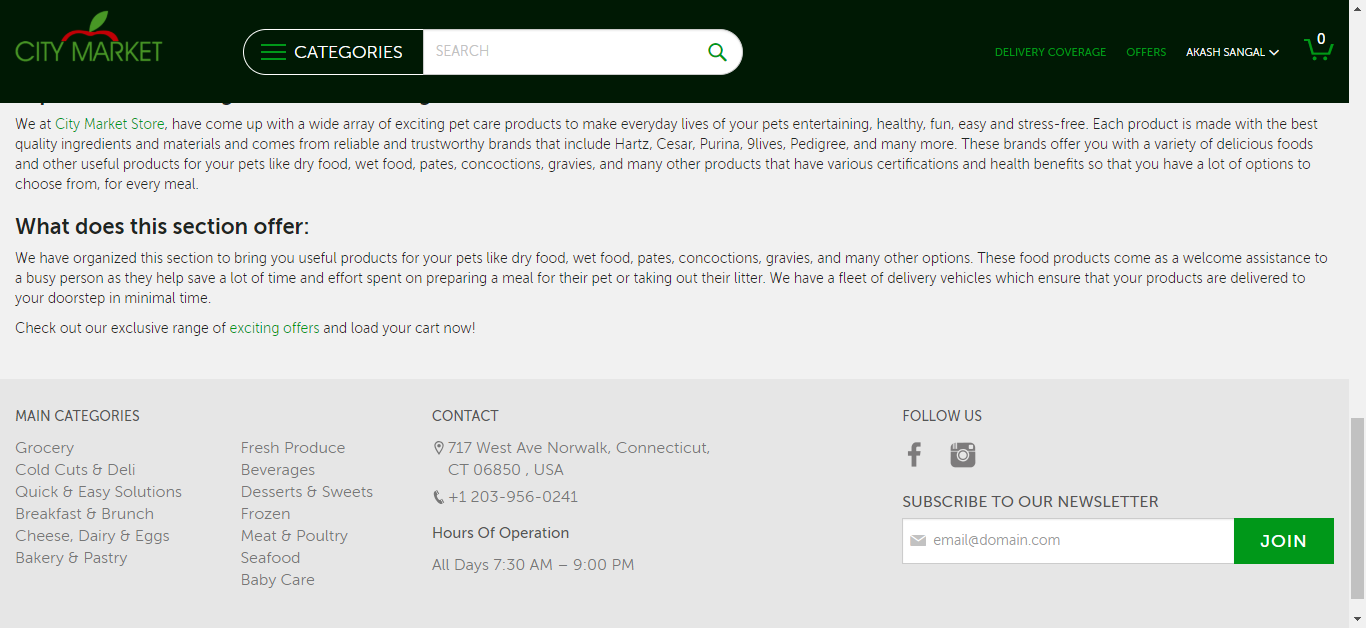 CITY MARKET
CATEGORIES
SEARCH
DELIVERY COVERAGE
OFFERS
AKASH SANGAL
0
We at City Market Store, have come up with a wide array of exciting pet care products to make everyday lives of your pets entertaining, healthy, fun, easy and stress-free. Each product is made with the best
quality ingredients and materials and comes from reliable and trustworthy brands that include Hartz, Cesar, Purina, 9lives, Pedigree, and many more. These brands offer you with a variety of delicious foods
and other useful products for your pets like dry food, wet food, pates, concoctions, gravies, and many other products that have various certifications and health benefits so that you have a lot of options to
choose from, for every meal.
What does this section offer:
We have organized this section to bring you useful products for your pets like dry food, wet food, pates, concoctions, gravies, and many other options. These food products come as a welcome assistance to
a busy person as they help save a lot of time and effort spent on preparing a meal for their pet or taking out their litter. We have a fleet of delivery vehicles which ensure that your products are delivered to
your doorstep in minimal time.
Check out our exclusive range of exciting offers and load your cart now!
MAIN CATEGORIES
Grocery
Cold Cuts & Deli
Quick & Easy Solutions
Breakfast & Brunch
Cheese, Dairy & Eggs
Bakery & Pastry
Fresh Produce
Beverages
Desserts & Sweets
Frozen
Meat & Poultry
Seafood
Baby Care
CONTACT
717 West Ave Norwalk, Connecticut,
CT 06850 , USA
+1 203-956-0241
Hours Of Operation
All Days 7:30 AM – 9:00 PM
FOLLOW US
SUBSCRIBE TO OUR NEWSLETTER
email@domain.com
JOIN